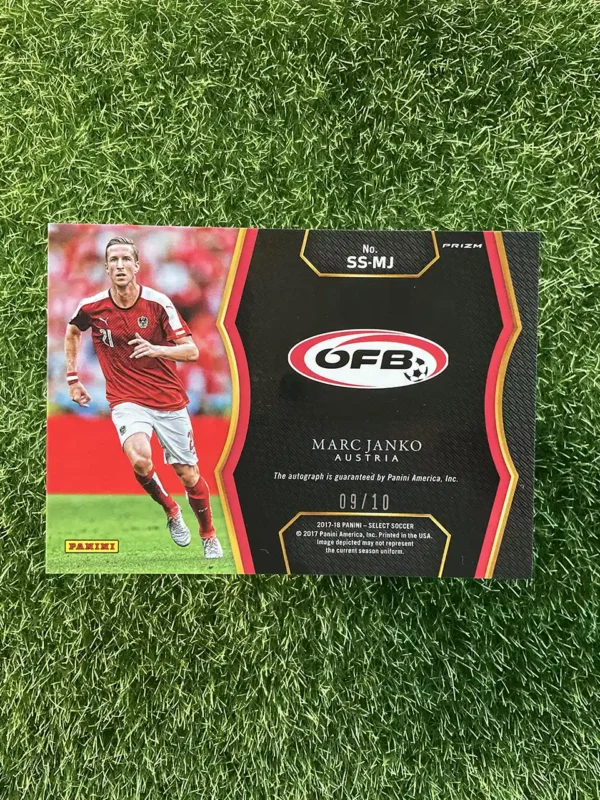 No.
SS-MJ
PRIZM
21
ÖFB
MARC JANKO
AUSTRIA
The autograph is guaranteed by Panini America, Inc.
09/10
2017-18 PANINI – SELECT SOCCER
© 2017 Panini America, Inc. Printed in the USA.
Image depicted may not represent
the current season uniform.
PANINI